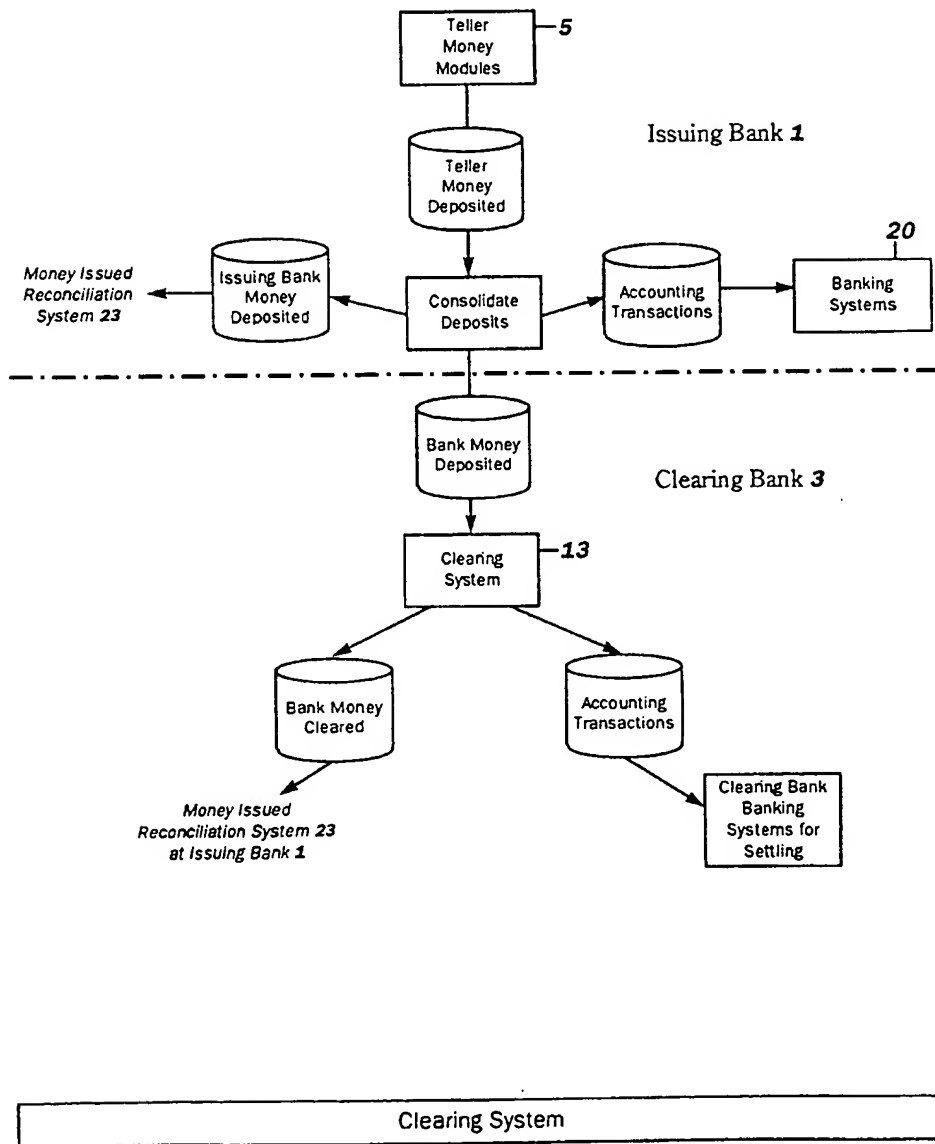 Teller
Money
Modules
5
Issuing Bank 1
Teller
Money
Deposited
20
Money Issued
Reconciliation
System 23
Issuing Bank
Money
Deposited
Consolidate
Deposits
Accounting
Transactions
Banking
Systems
Bank Money
Deposited
Clearing Bank 3
Clearing
System
13
Bank Money
Cleared
Accounting
Transactions
Money Issued
Reconciliation System 23
at Issuing Bank 1
Clearing Bank
Banking
Systems for
Settling
Clearing System